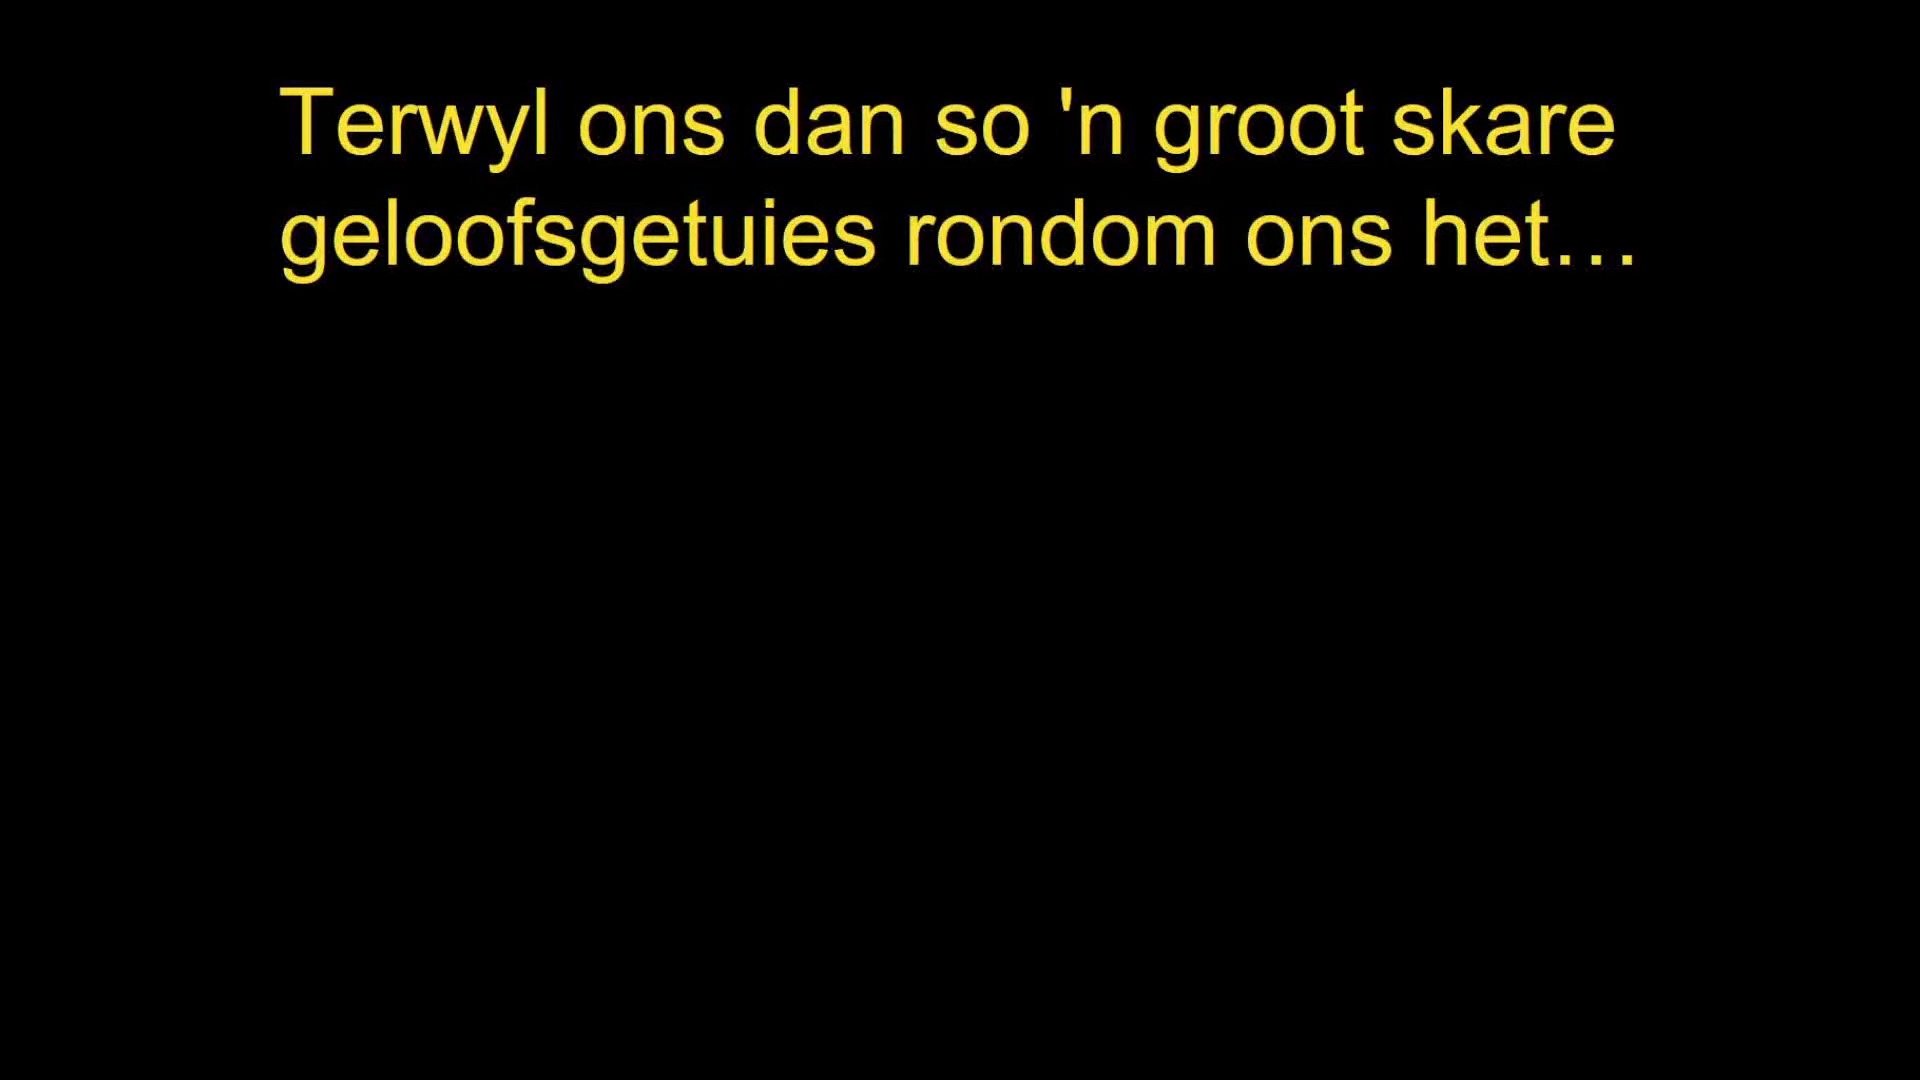 Terwyl ons dan so 'n groot skare
geloofsgetuies rondom ons het…